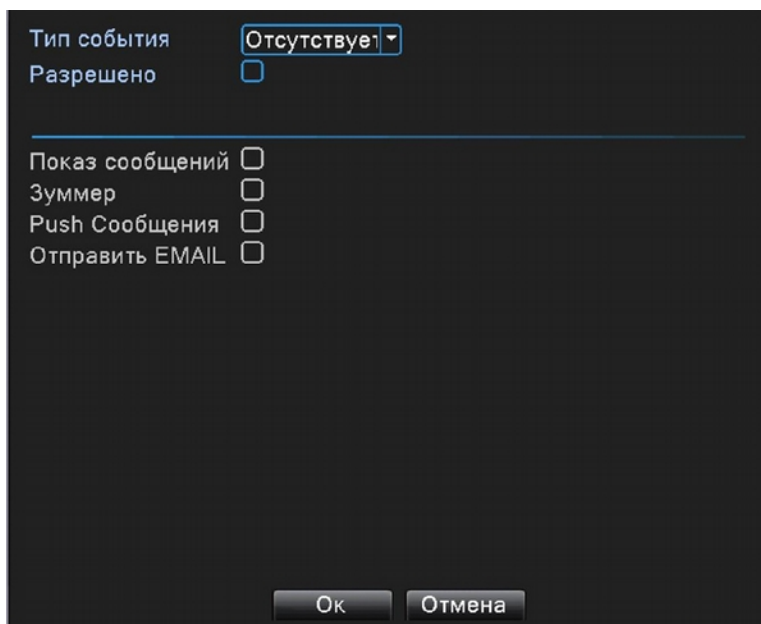 Тип события Отсутствует
Разрешено
Показ сообщений
Зуммер
Push Сообщения
Отправить EMAIL
Ок Отмена